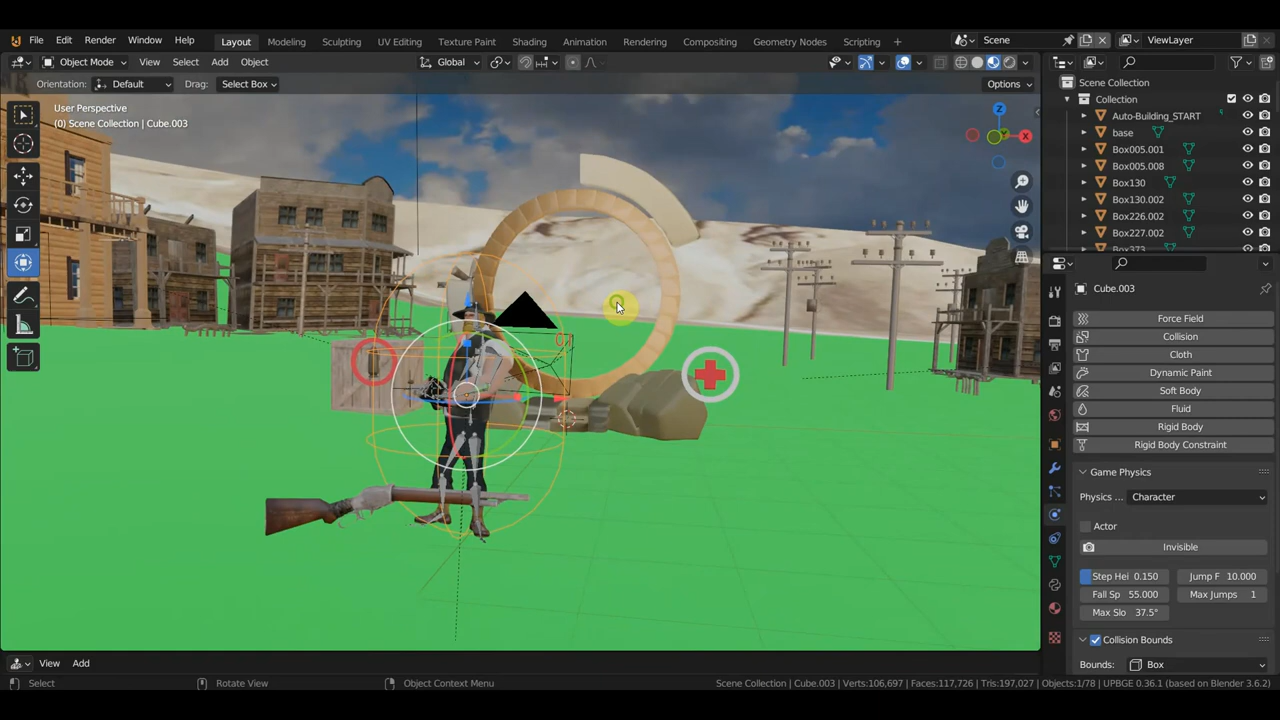 File Edit Render Window Help Layout Modeling Sculpting UV Editing Texture Paint Shading Animation Rendering Compositing Geometry Nodes Scripting + Scene ViewLayer
Object Mode View Select Add Object Global
Orientation: Default Drag: Select Box Options
User Perspective
(0) Scene Collection | Cube.003
Z
X
Scene Collection
Collection
Auto-Building_START
base
Box005.001
Box005.008
Box130
Box130.002
Box226.002
Box227.002
Box373
Cube.003
Force Field
Collision
Cloth
Dynamic Paint
Soft Body
Fluid
Rigid Body
Rigid Body Constraint
Game Physics
Physics ... Character
Actor
Invisible
Step Hei 0.150 Jump F 10.000
Fall Sp 55.000 Max Jumps 1
Max Slo 37.5°
Collision Bounds
Bounds: Box
View Add
Select Rotate View Object Context Menu Scene Collection | Cube.003 | Verts:106,697 | Faces:117,726 | Tris:197,027 | Objects:1/78 | UPBGE 0.36.1 (based on Blender 3.6.2)